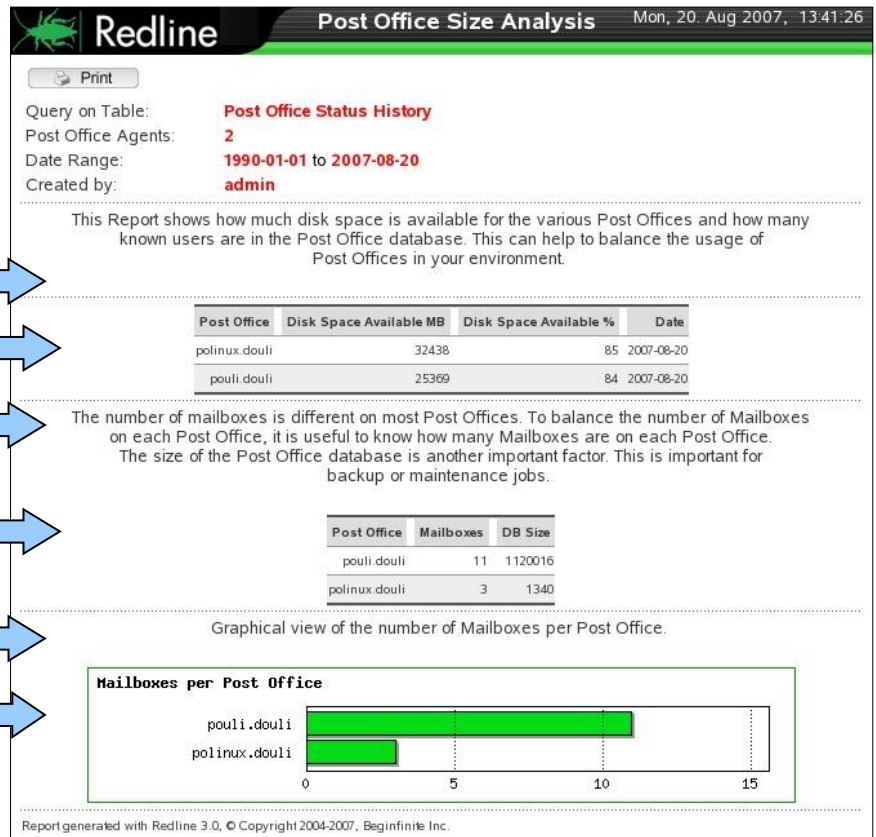 Redline
Post Office Size Analysis
Mon, 20. Aug 2007, 13:41:26
Print
Query on Table: Post Office Status History
Post Office Agents: 2
Date Range: 1990-01-01 to 2007-08-20
Created by: admin
This Report shows how much disk space is available for the various Post Offices and how many
known users are in the Post Office database. This can help to balance the usage of
Post Offices in your environment.
Post Office Disk Space Available MB Disk Space Available % Date
polinux.douli 32438 85 2007-08-20
pouli.douli 25369 84 2007-08-20
The number of mailboxes is different on most Post Offices. To balance the number of Mailboxes
on each Post Office, it is useful to know how many Mailboxes are on each Post Office.
The size of the Post Office database is another important factor. This is important for
backup or maintenance jobs.
Post Office Mailboxes DB Size
pouli.douli 11 1120016
polinux.douli 3 1340
Graphical view of the number of Mailboxes per Post Office.
Mailboxes per Post Office
pouli.douli
polinux.douli
0 5 10 15
Report generated with Redline 3.0, © Copyright 2004-2007, Beginfinite Inc.